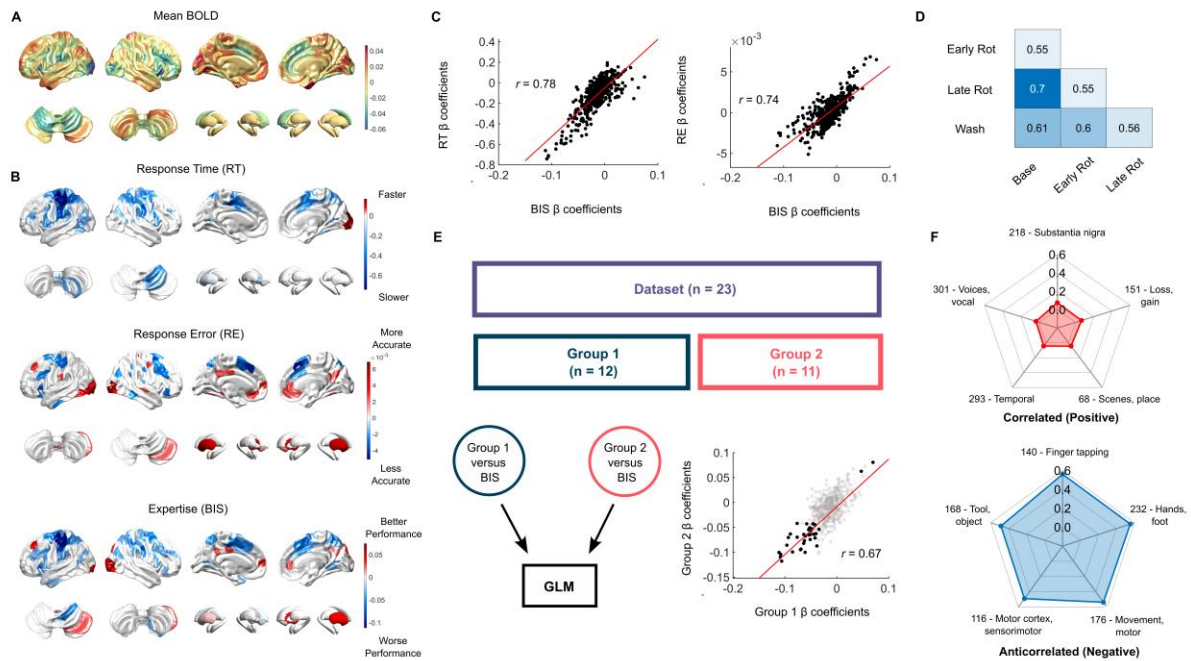 A
Mean BOLD
0.04
0.02
0
-0.02
-0.04
-0.06
B
Response Time (RT)
Faster
0
-0.2
-0.4
-0.6
Slower
Response Error (RE)
More
Accurate
× 10⁻³
6
4
2
0
-2
-4
Less
Accurate
Expertise (BIS)
Better
Performance
0.05
0
-0.05
-0.1
Worse
Performance
C
RT β coefficients
0.4
0.2
0
-0.2
-0.4
-0.6
-0.8
r = 0.78
-0.2
-0.1
0
0.1
BIS β coefficients
×10⁻³
RE β coefficeints
5
0
-5
r = 0.74
-0.2
-0.1
0
0.1
BIS β coefficients
D
Early Rot
0.55
Late Rot
0.7 0.55
Wash
0.61 0.6 0.56
Base
Early Rot
Late Rot
E
Dataset (n = 23)
Group 1
(n = 12)
Group 2
(n = 11)
Group 1
versus
BIS
Group 2
versus
BIS
GLM
Group 2 β coefficients
0.1
0.05
0
-0.05
-0.1
-0.15
r = 0.67
-0.1
0
0.1
Group 1 β coefficients
F
218 - Substantia nigra
0.6
0.4
0.2
0.0
301 - Voices,
vocal
151 - Loss,
gain
293 - Temporal
68 - Scenes, place
Correlated (Positive)
140 - Finger tapping
0.6
0.4
0.2
0.0
168 - Tool,
object
232 - Hands,
foot
116 - Motor cortex,
sensorimotor
176 - Movement,
motor
Anticorrelated (Negative)